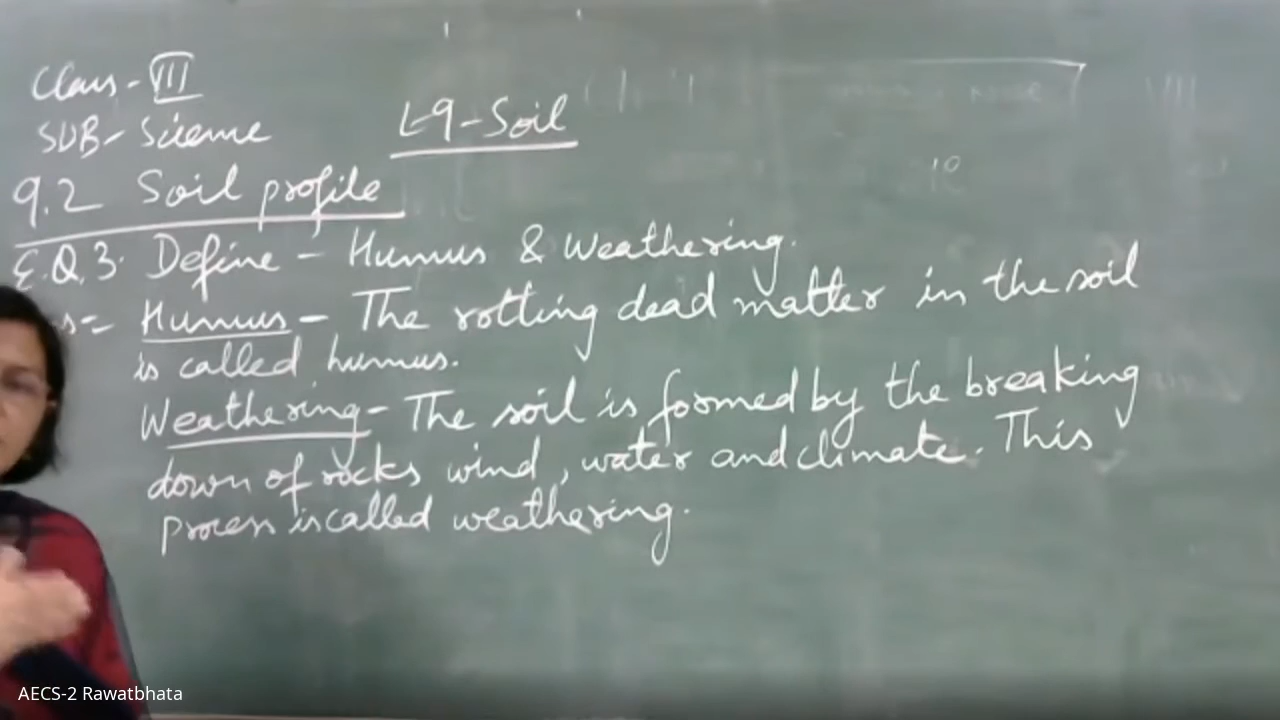 Class - VII
SUB - Science
L-9 - Soil
9.2 Soil profile
E.Q.3. Define - Humus & Weathering.
Humus - The rotting dead matter in the soil
is called humus.
Weathering - The soil is formed by the breaking
down of rocks wind, water and climate. This
process is called weathering.
AECS-2 Rawatbhata